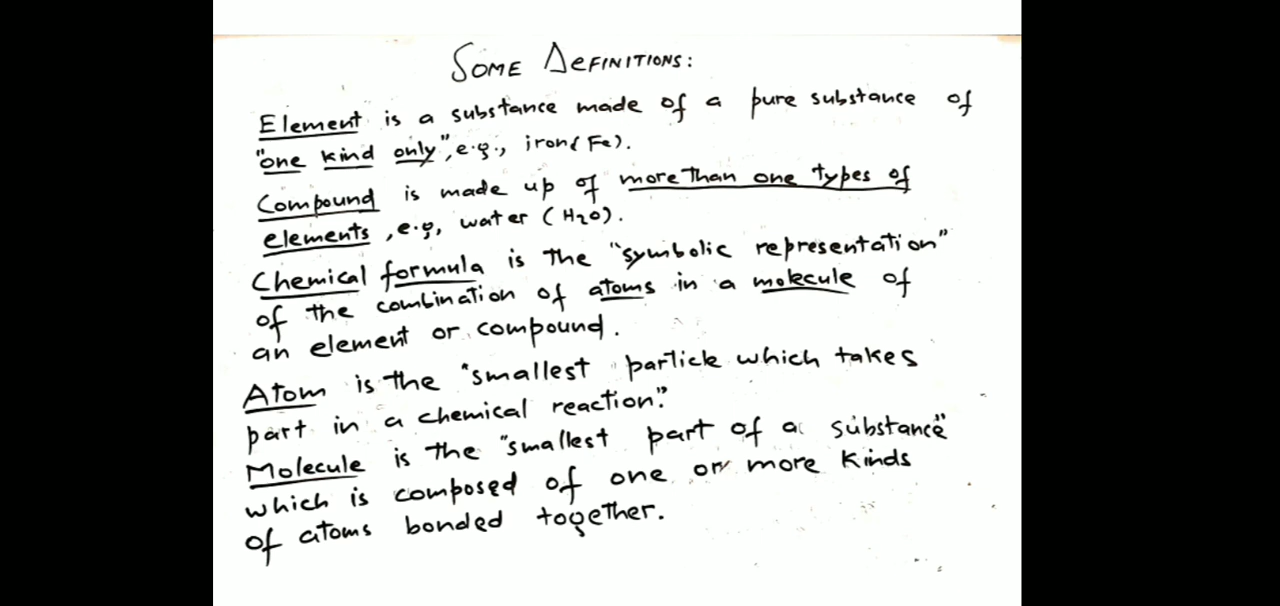 SOME DEFINITIONS:
Element is a substance made of a pure substance of
"one kind only", e.g., iron (Fe).
Compound is made up of more than one types of
elements, e.g, water (H2O).
Chemical formula is the "symbolic representation"
of the combination of atoms in a molecule of
an element or compound.
Atom is the "smallest particle which takes
part in a chemical reaction."
Molecule is the "smallest part of a substance"
which is composed of one or more kinds
of atoms bonded together.